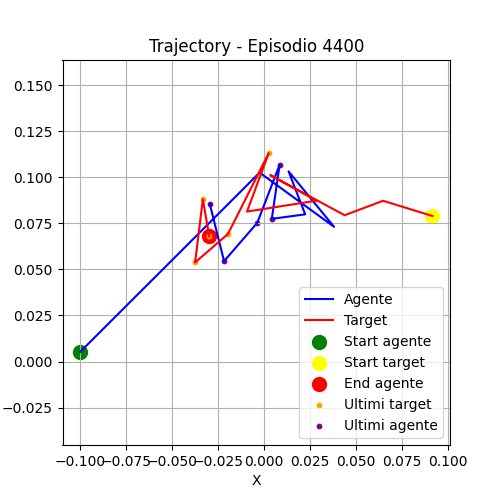 Trajectory - Episodio 4400
0.150
0.125
0.100
0.075
0.050
0.025
0.000
−0.025
−0.100 −0.075 −0.050 −0.025 0.000 0.025 0.050 0.075 0.100
X
Agente
Target
Start agente
Start target
End agente
Ultimi target
Ultimi agente